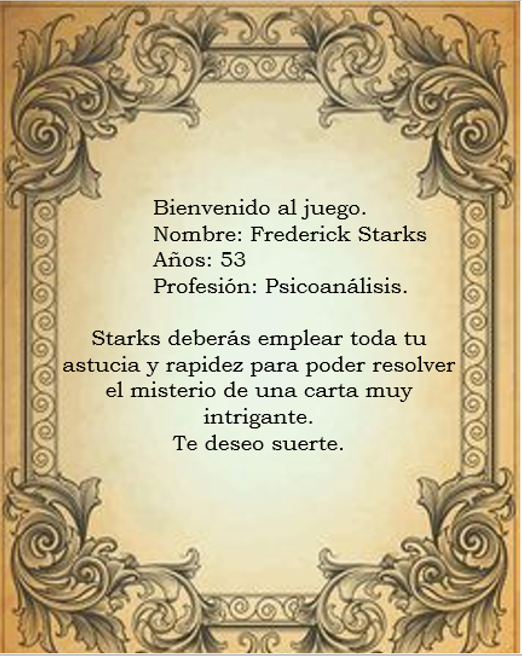 Bienvenido al juego.
Nombre: Frederick Starks
Años: 53
Profesión: Psicoanálisis.
Starks deberás emplear toda tu
astucia y rapidez para poder resolver
el misterio de una carta muy
intrigante.
Te deseo suerte.